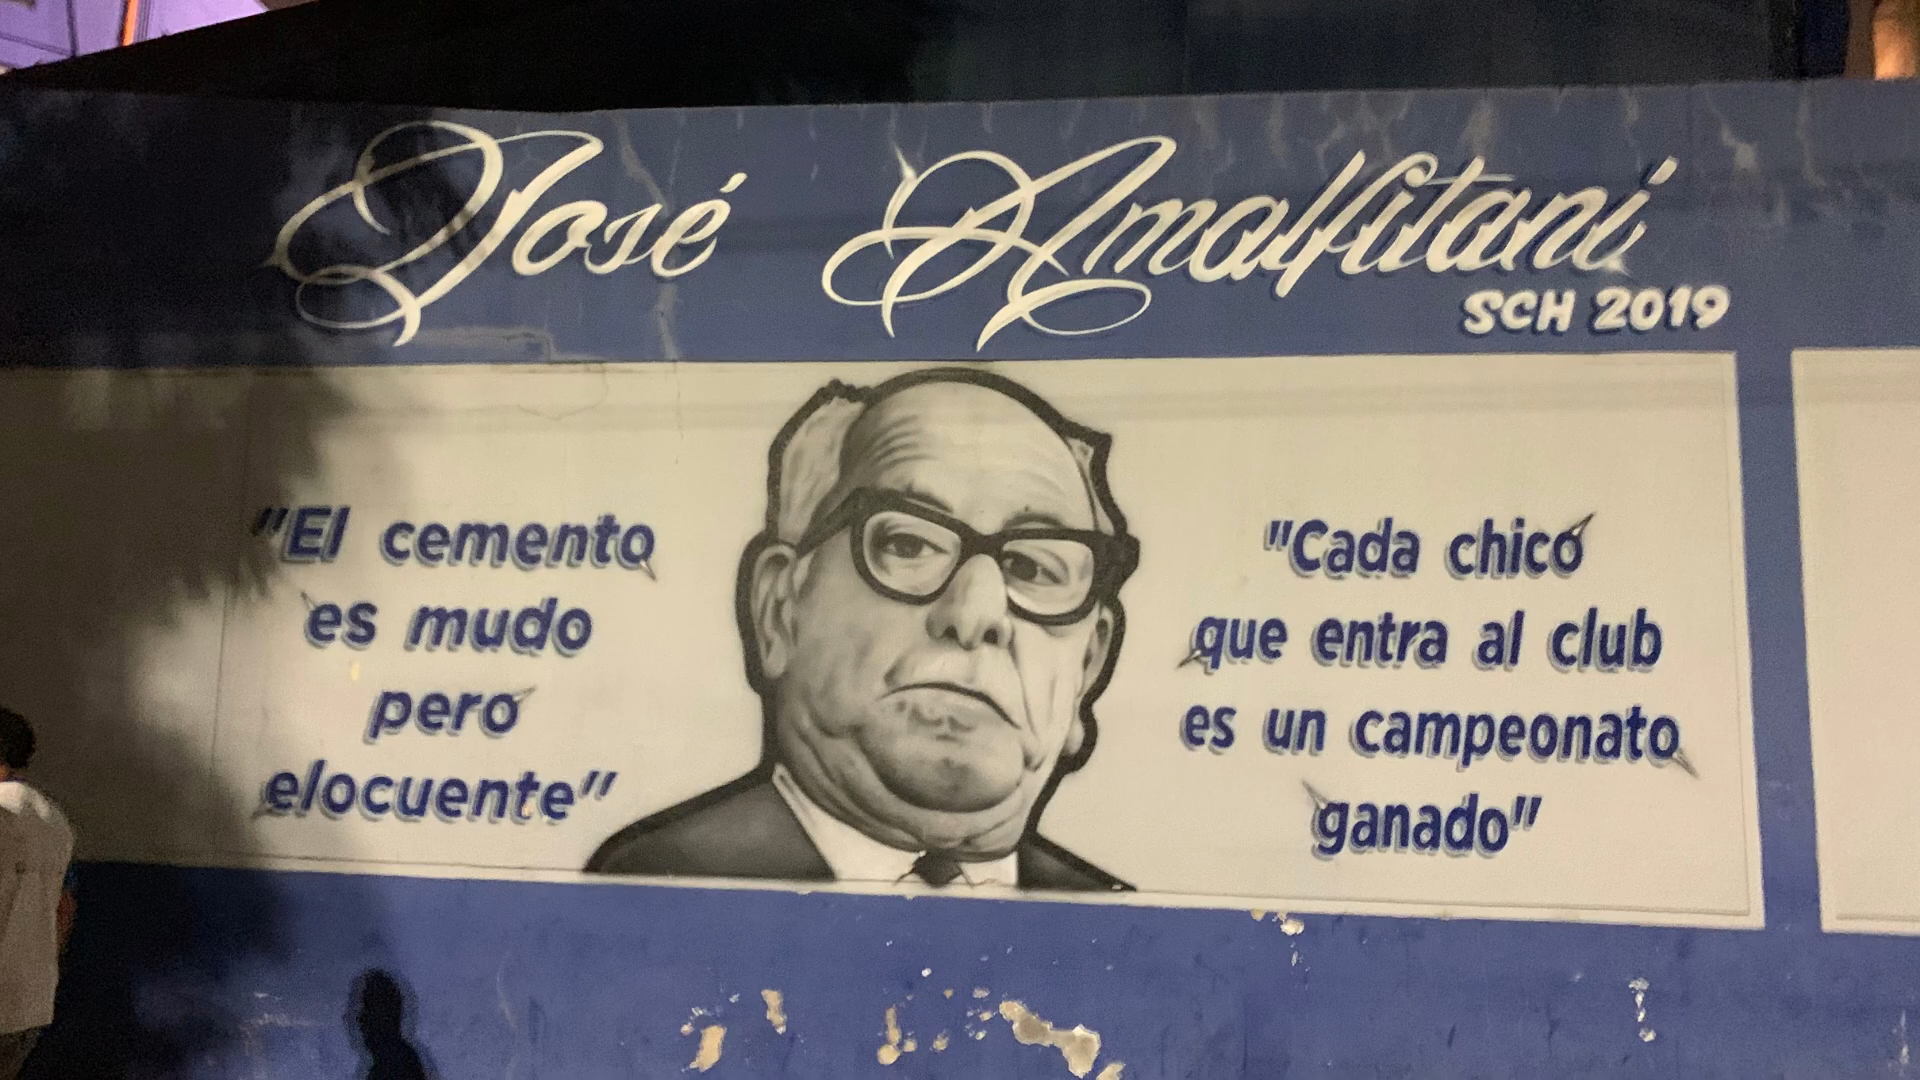 José Amalfitani
SCH 2019
"El cemento
es mudo
pero
elocuente"
"Cada chico
que entra al club
es un campeonato
ganado"